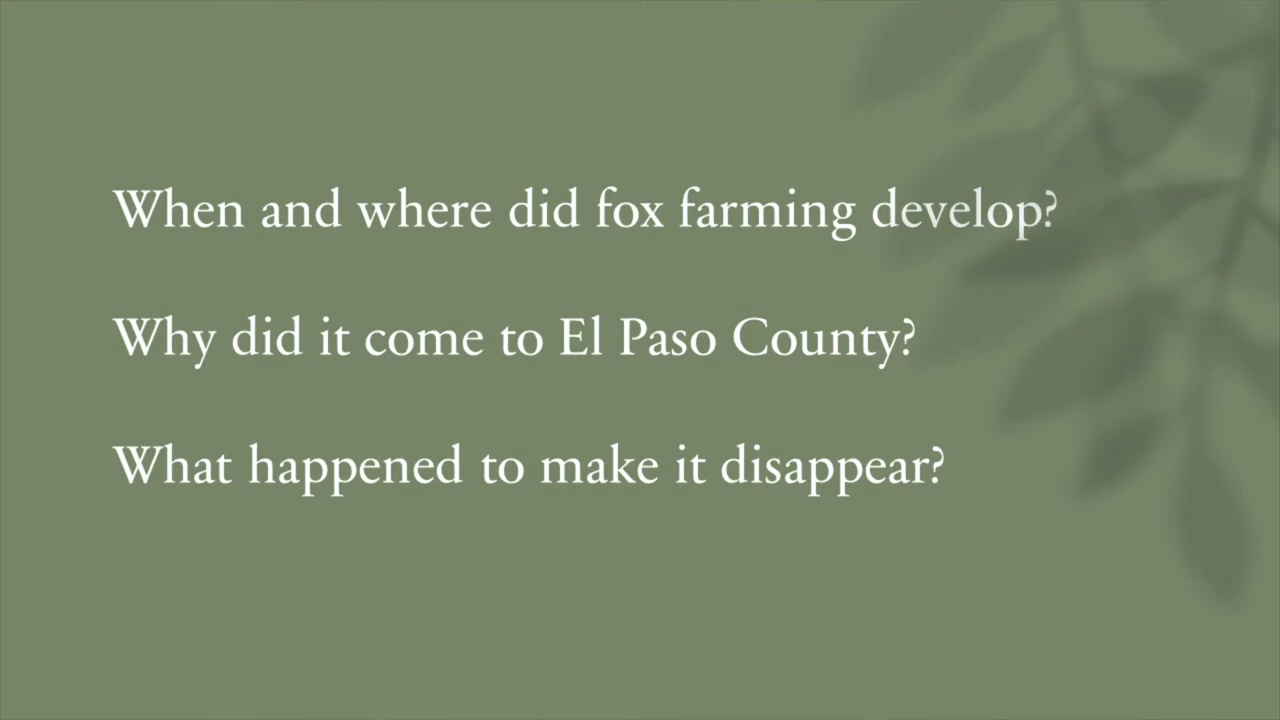 When and where did fox farming develop?
Why did it come to El Paso County?
What happened to make it disappear?